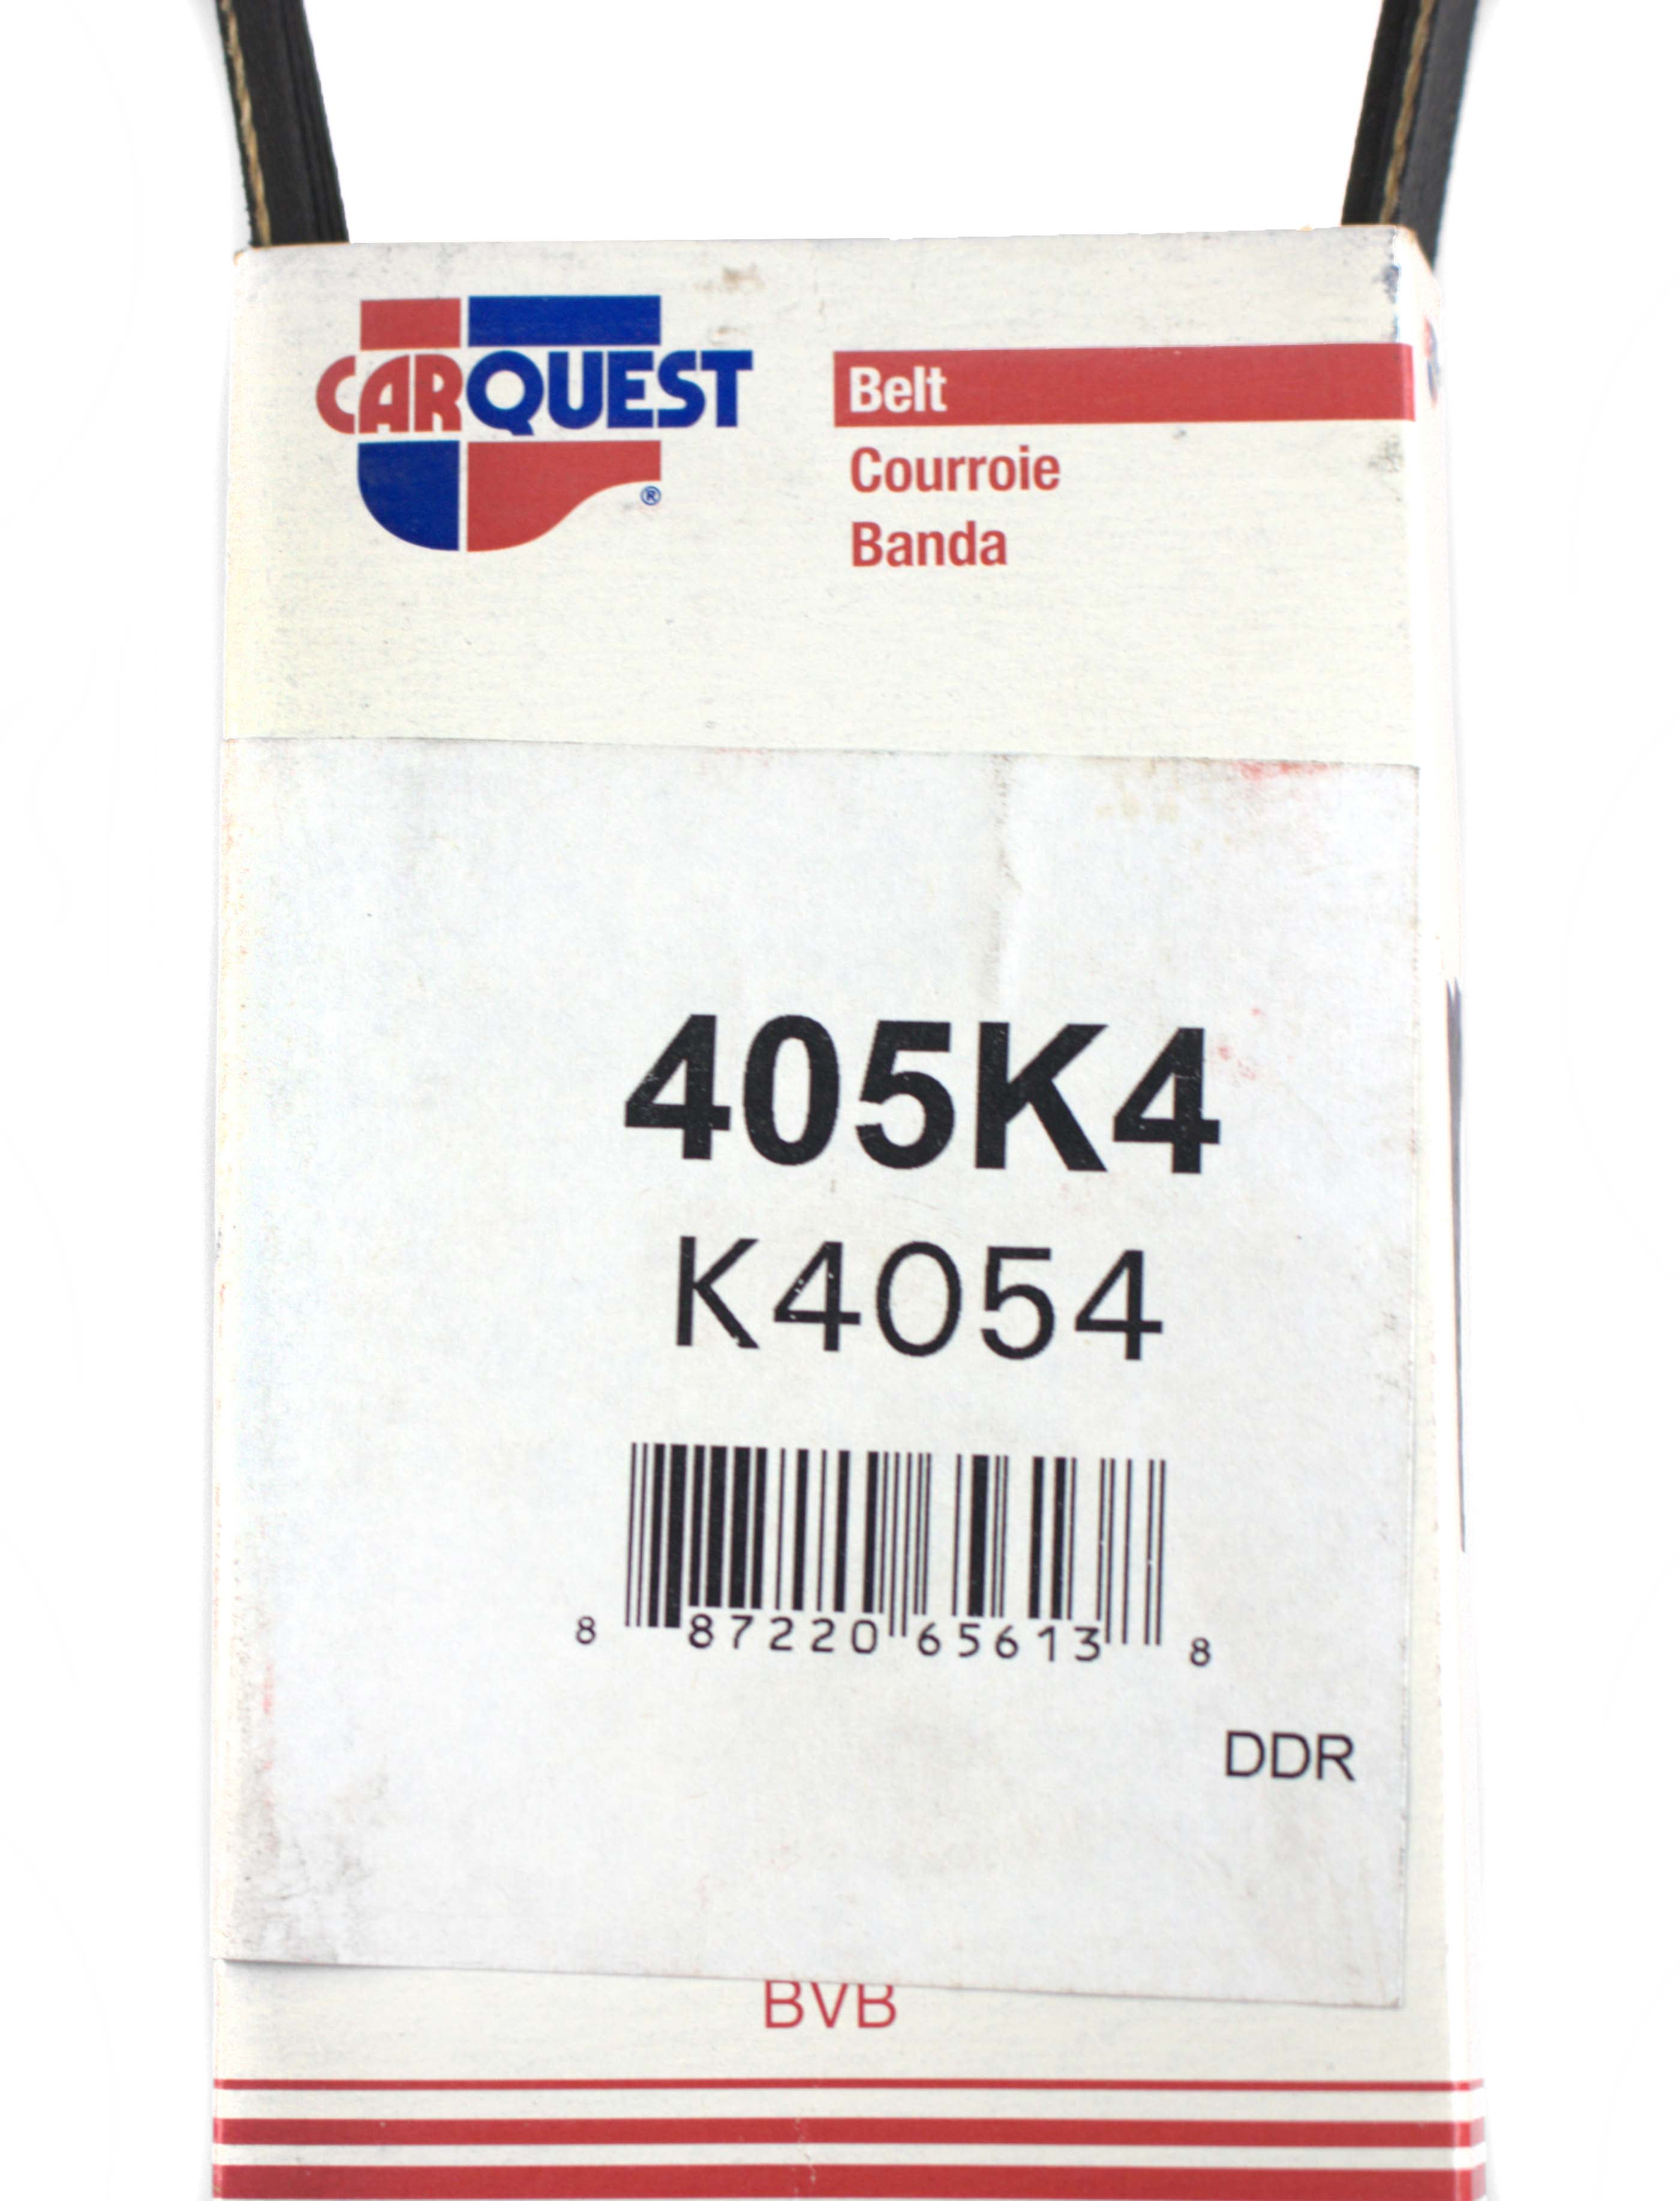 CARQUEST
®
Belt
Courroie
Banda
405K4
K4054
8 87220 65613 8
DDR
BVB